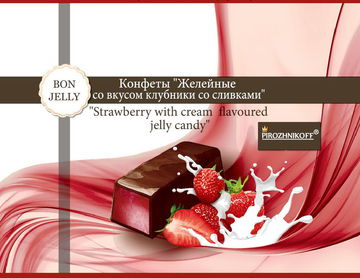 BON
JELLY
Конфеты "Желейные
со вкусом клубники со сливками"
"Strawberry with cream flavoured
jelly candy"
PIROZHNIKOFF®